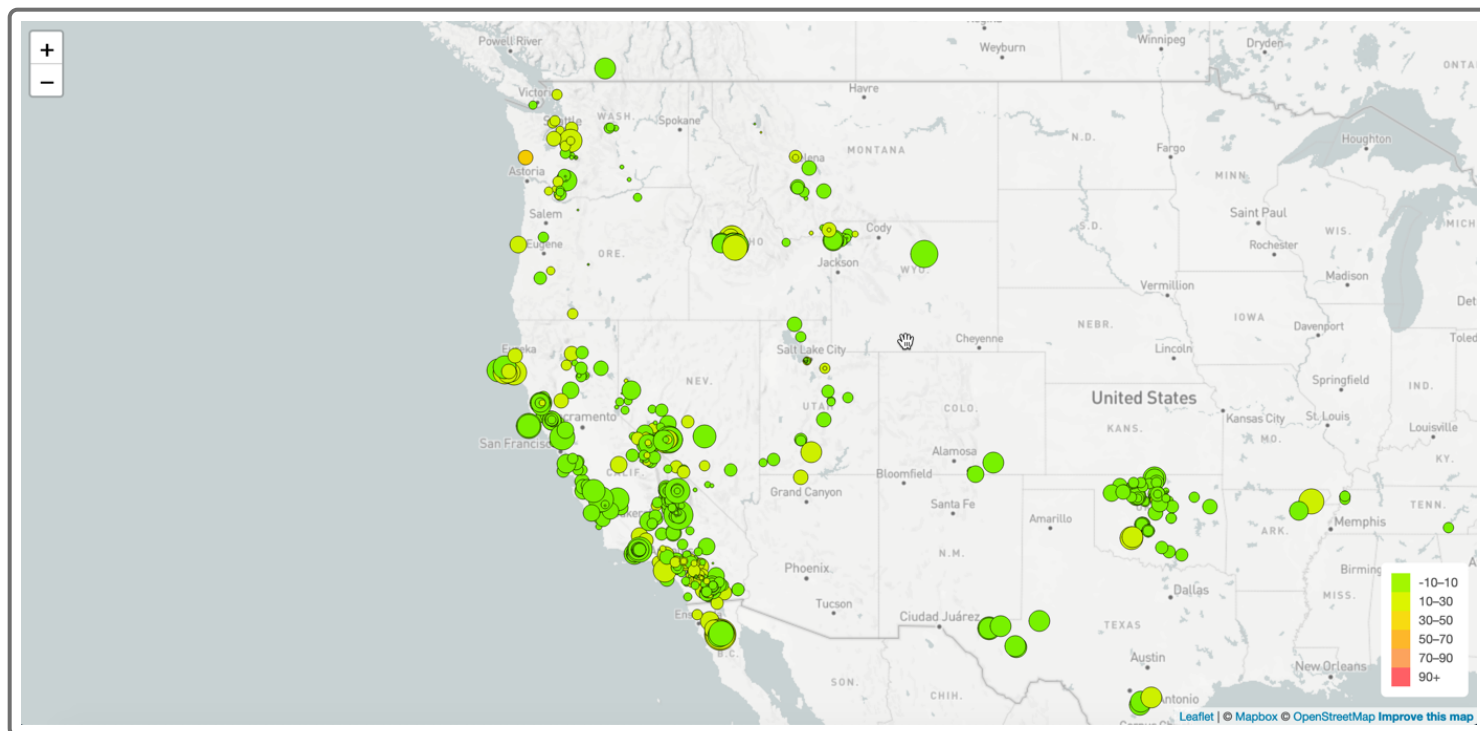 +
−
Powell River
Weyburn
Winnipeg
Dryden
ONTA
Victor
Havre
Seattle
WASH.
Spokane
N.D.
Houghton
MONTANA
Fargo
Astoria
MINN.
Salem
Saint Paul
WIS.
MICH
Cody
S.D.
Eugene
Rochester
ORE.
Jackson
WYO.
Madison
Vermillion
Det
IOWA
NEBR.
Davenport
Toled
Eureka
Salt Lake City
Cheyenne
Lincoln
NEV.
Springfield
IND.
United States
UTAH
COLO.
Sacramento
Kansas City
St. Louis
KANS.
Louisville
San Francis
MO.
Alamosa
KY.
CALIF.
Bloomfield
Grand Canyon
Santa Fe
TENN.
Amarillo
ARK.
Memphis
N.M.
Phoenix
Birming
-10–10
Dallas
10–30
MISS.
Tucson
Ciudad Juárez
30–50
TEXAS
50–70
B.C.
70–90
Austin
New Orleans
90+
SON.
CHIH.
Antonio
Leaflet | © Mapbox © OpenStreetMap Improve this map